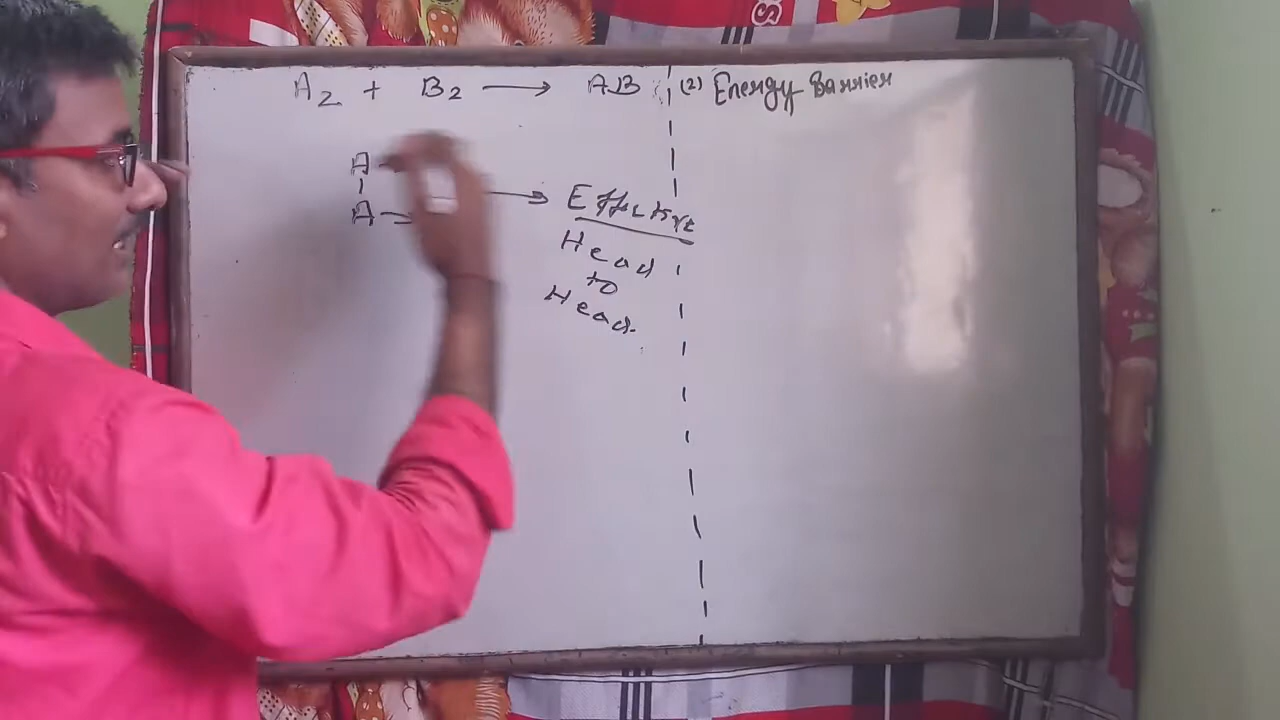 A2 + B2 → AB
A
A
→ Effective
Head
to
Head.
(2) Energy Barrier